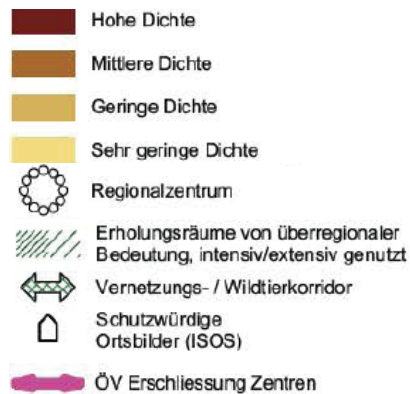 Hohe Dichte
Mittlere Dichte
Geringe Dichte
Sehr geringe Dichte
Regionalzentrum
Erholungsräume von überregionaler
Bedeutung, intensiv/extensiv genutzt
Vernetzungs- / Wildtierkorridor
Schutzwürdige
Ortsbilder (ISOS)
ÖV Erschliessung Zentren